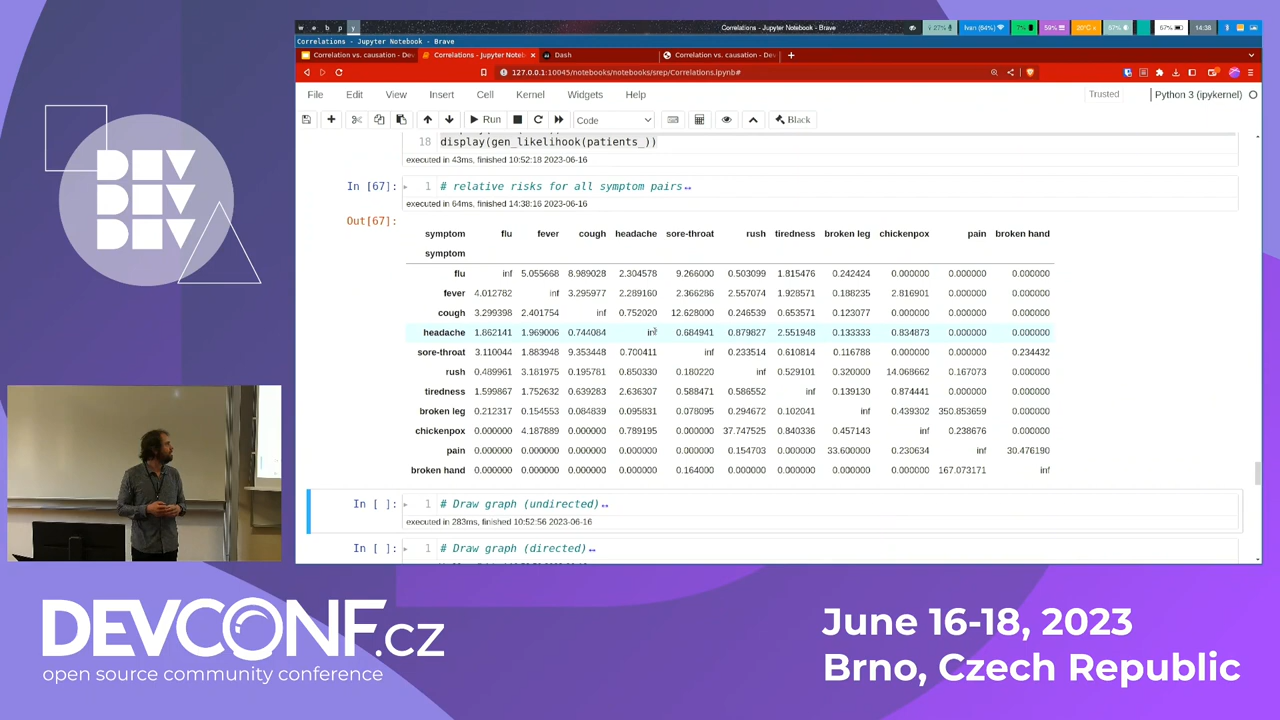 w e b p y
Correlations - Jupyter Notebook - Brave
27%
Ivan (64%)
7%
59%
20°C
57%
67%
14:38
Correlations - Jupyter Notebook - Brave
Correlation vs. causation - De
Correlations - Jupyter Noteb
Dash
Correlation vs. causation - Dev
127.0.0.1:10045/notebooks/notebooks/srep/Correlations.ipynb#
File Edit View Insert Cell Kernel Widgets Help
Trusted
Python 3 (ipykernel)
Run
Code
Black
18 display(gen_likelihook(patients_))
executed in 43ms, finished 10:52:18 2023-06-16
In [67]: 1 # relative risks for all symptom pairs
executed in 64ms, finished 14:38:16 2023-06-16
Out[67]:
symptom flu fever cough headache sore-throat rush tiredness broken leg chickenpox pain broken hand
symptom
flu inf 5.055668 8.989028 2.304578 9.266000 0.503099 1.815476 0.242424 0.000000 0.000000 0.000000
fever 4.012782 inf 3.295977 2.289160 2.366286 2.557074 1.928571 0.188235 2.816901 0.000000 0.000000
cough 3.299398 2.401754 inf 0.752020 12.628000 0.246539 0.653571 0.123077 0.000000 0.000000 0.000000
headache 1.862141 1.969006 0.744084 inf 0.684941 0.879827 2.551948 0.133333 0.834873 0.000000 0.000000
sore-throat 3.110044 1.883948 9.353448 0.700411 inf 0.233514 0.610814 0.116788 0.000000 0.000000 0.234432
rush 0.489961 3.181975 0.195781 0.850330 0.180220 inf 0.529101 0.320000 14.068662 0.167073 0.000000
tiredness 1.599867 1.752632 0.639283 2.636307 0.588471 0.586552 inf 0.139130 0.874441 0.000000 0.000000
broken leg 0.212317 0.154553 0.084839 0.095831 0.078095 0.294672 0.102041 inf 0.439302 350.853659 0.000000
chickenpox 0.000000 4.187889 0.000000 0.789195 0.000000 37.747525 0.840336 0.457143 inf 0.238676 0.000000
pain 0.000000 0.000000 0.000000 0.000000 0.000000 0.154703 0.000000 33.600000 0.230634 inf 30.476190
broken hand 0.000000 0.000000 0.000000 0.000000 0.164000 0.000000 0.000000 0.000000 0.000000 167.073171 inf
In [ ]: 1 # Draw graph (undirected)
executed in 283ms, finished 10:52:56 2023-06-16
In [ ]: 1 # Draw graph (directed)
DEV
DEV
DEV
DEVCONF.cz
open source community conference
June 16-18, 2023
Brno, Czech Republic